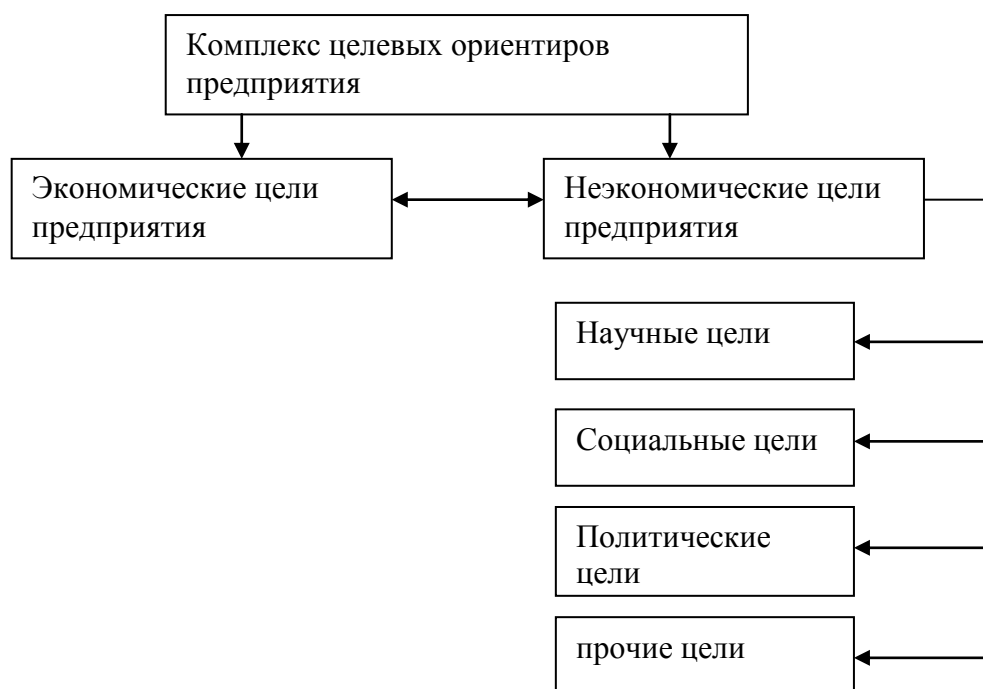 Комплекс целевых ориентиров
предприятия
Экономические цели
предприятия
Неэкономические цели
предприятия
Научные цели
Социальные цели
Политические
цели
прочие цели